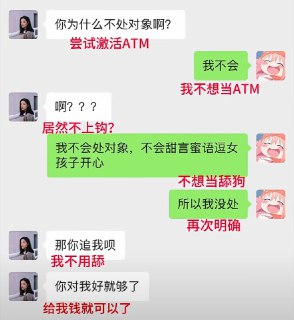 你为什么不处对象啊?
尝试激活ATM
我不会
我不想当ATM
啊? ? ?
居然不上钩?
我不会处对象，不会甜言蜜语逗女
孩子开心
不想当舔狗
所以我没处
再次明确
那你追我呗
我不用舔
你对我好就够了
给我钱就可以了